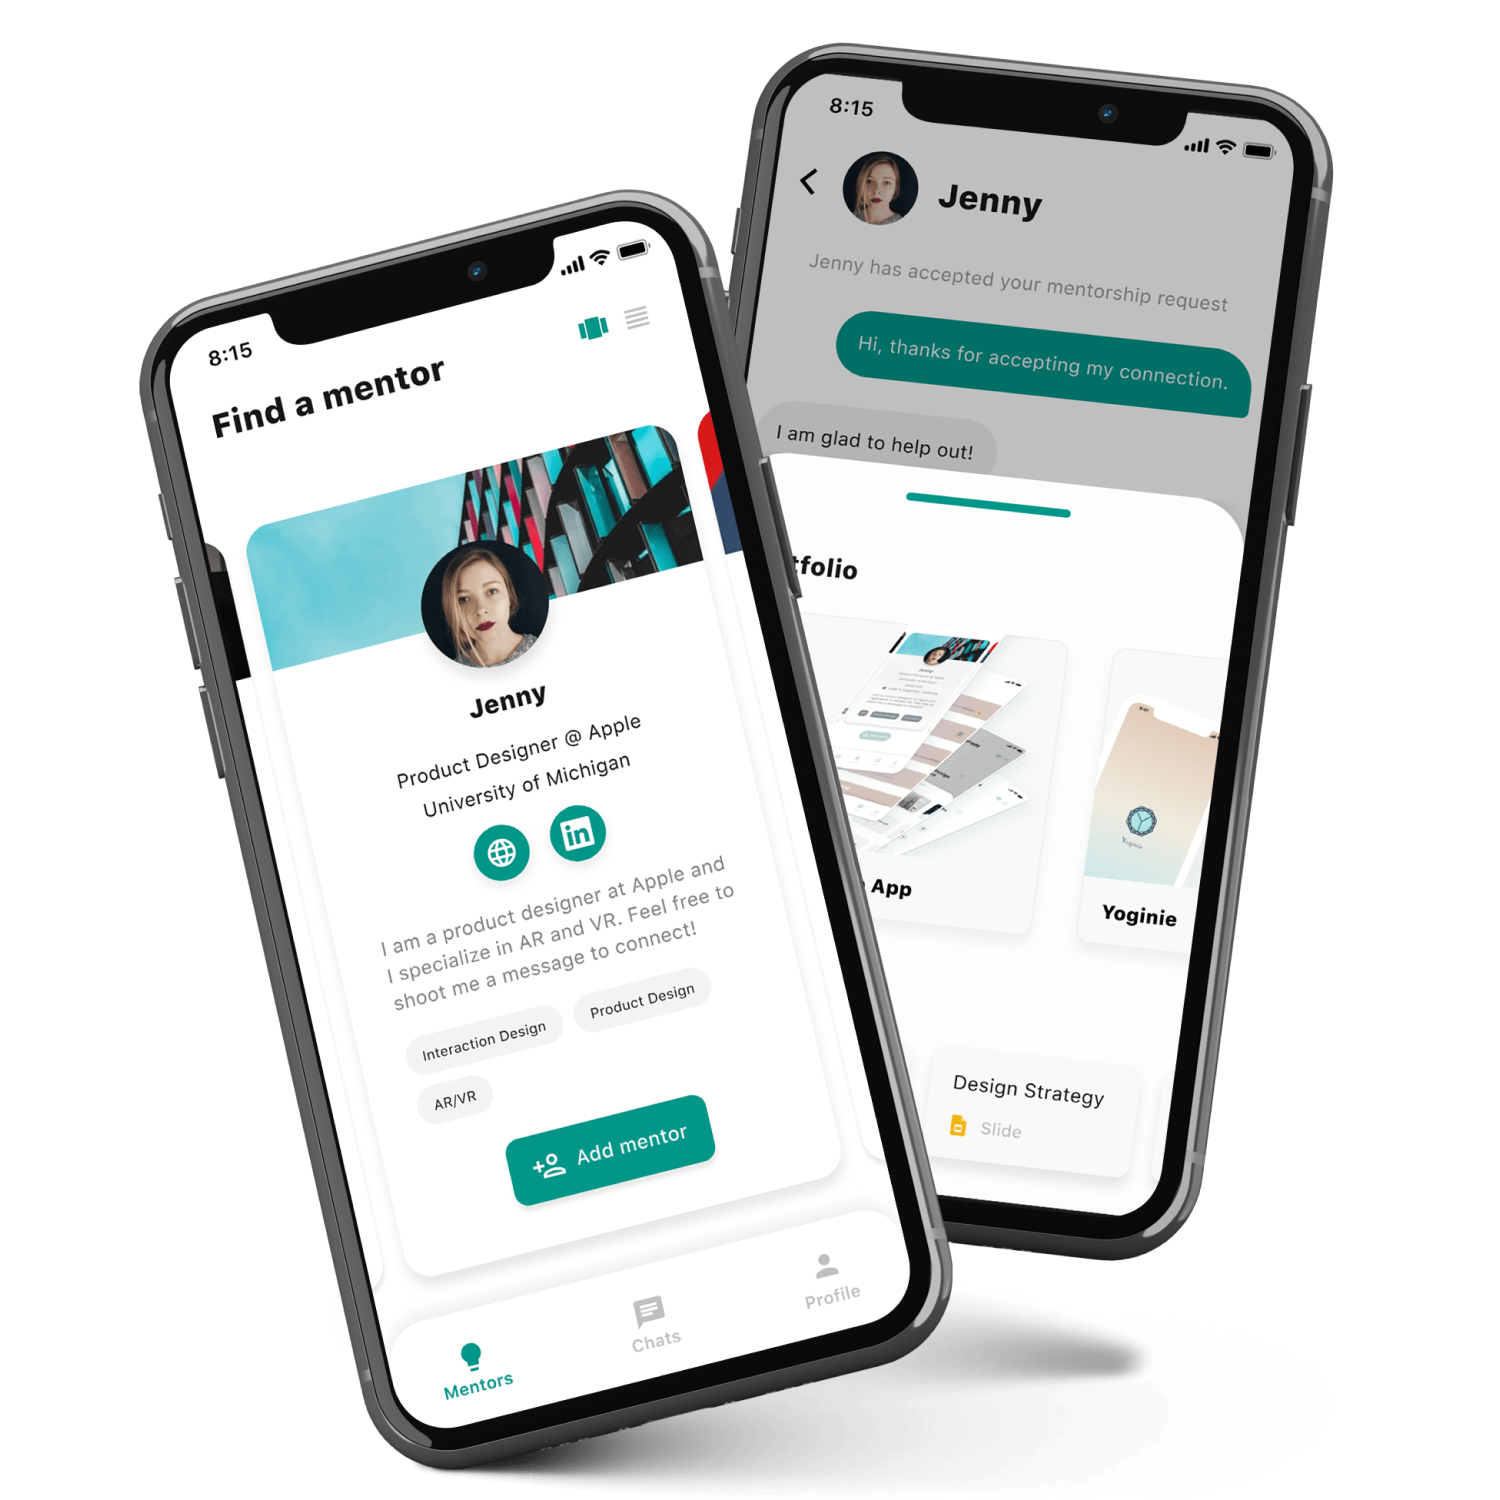 8:15
Find a mentor
Jenny
Product Designer @ Apple
University of Michigan
in
I am a product designer at Apple and
I specialize in AR and VR. Feel free to
shoot me a message to connect!
Interaction Design
Product Design
AR/VR
Add mentor
Mentors
Chats
Profile
8:15
Jenny
Jenny has accepted your mentorship request
Hi, thanks for accepting my connection.
I am glad to help out!
tfolio
Jenny
Yoginie
App
Yoginie
Design Strategy
Slide